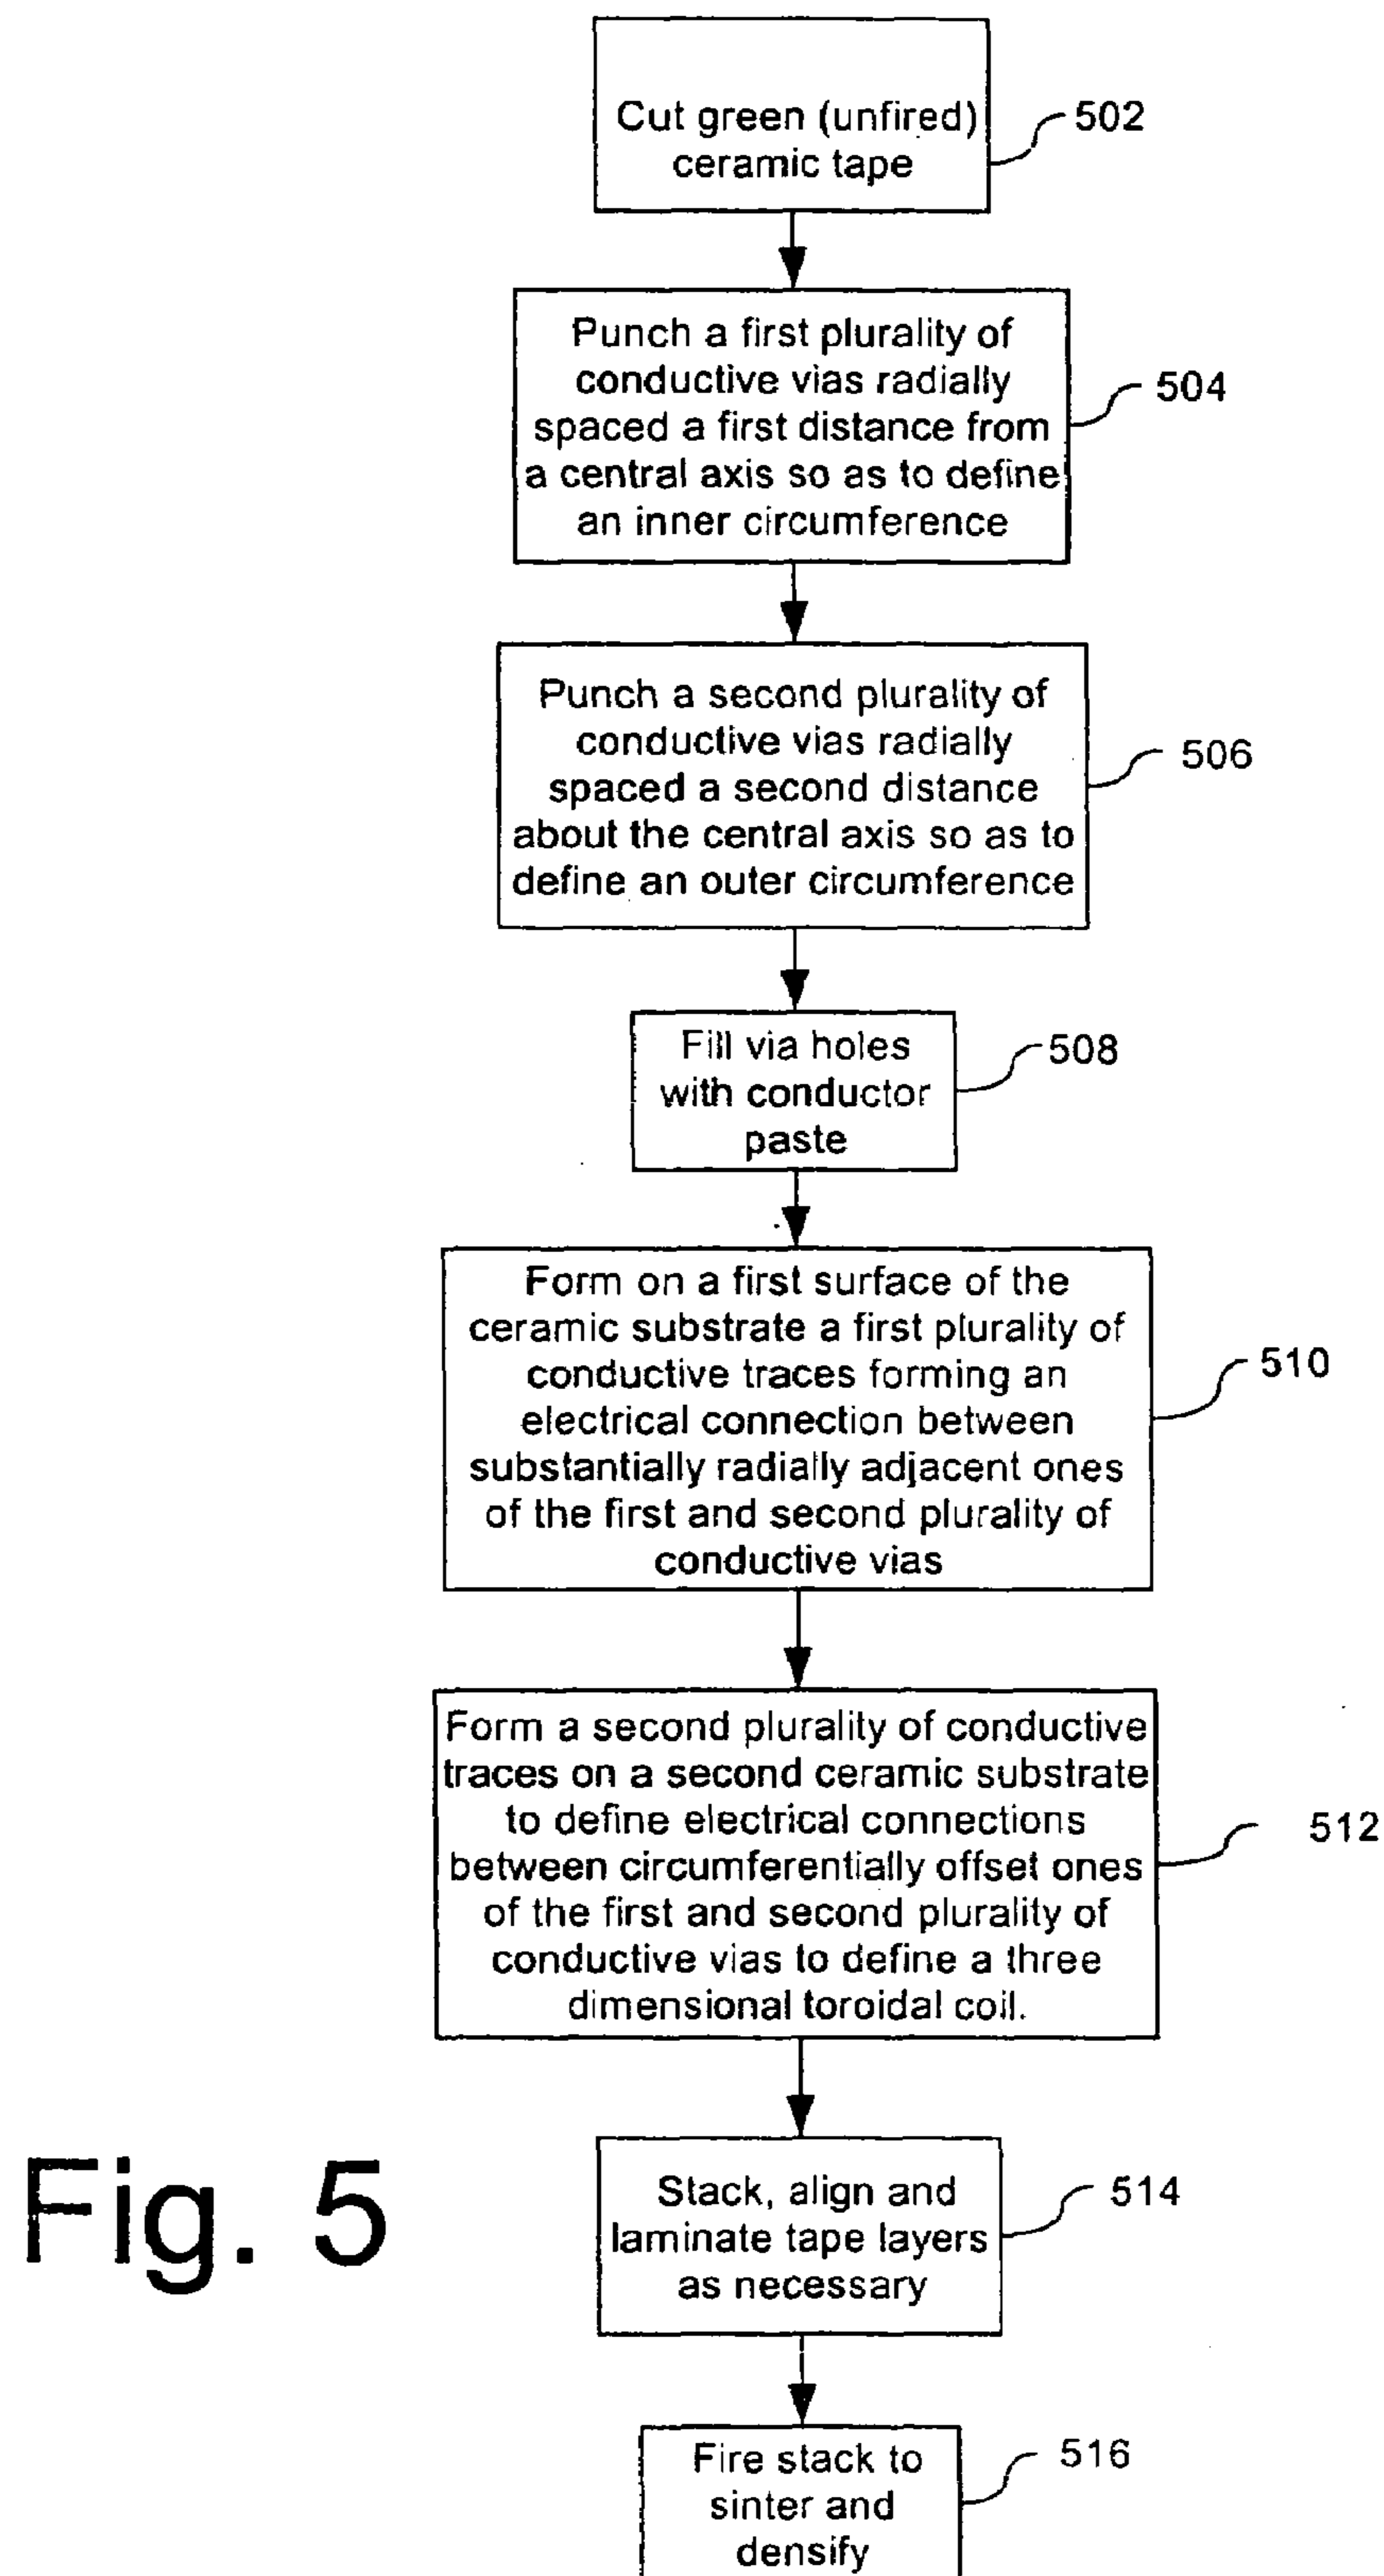 Cut green (unfired)
ceramic tape
502
Punch a first plurality of
conductive vias radially
spaced a first distance from
a central axis so as to define
an inner circumference
504
Punch a second plurality of
conductive vias radially
spaced a second distance
about the central axis so as to
define an outer circumference
506
Fill via holes
with conductor
paste
508
Form on a first surface of the
ceramic substrate a first plurality of
conductive traces forming an
electrical connection between
substantially radially adjacent ones
of the first and second plurality of
conductive vias
510
Form a second plurality of conductive
traces on a second ceramic substrate
to define electrical connections
between circumferentially offset ones
of the first and second plurality of
conductive vias to define a three
dimensional toroidal coil.
512
Stack, align and
laminate tape layers
as necessary
514
Fire stack to
sinter and
densify
516
Fig. 5